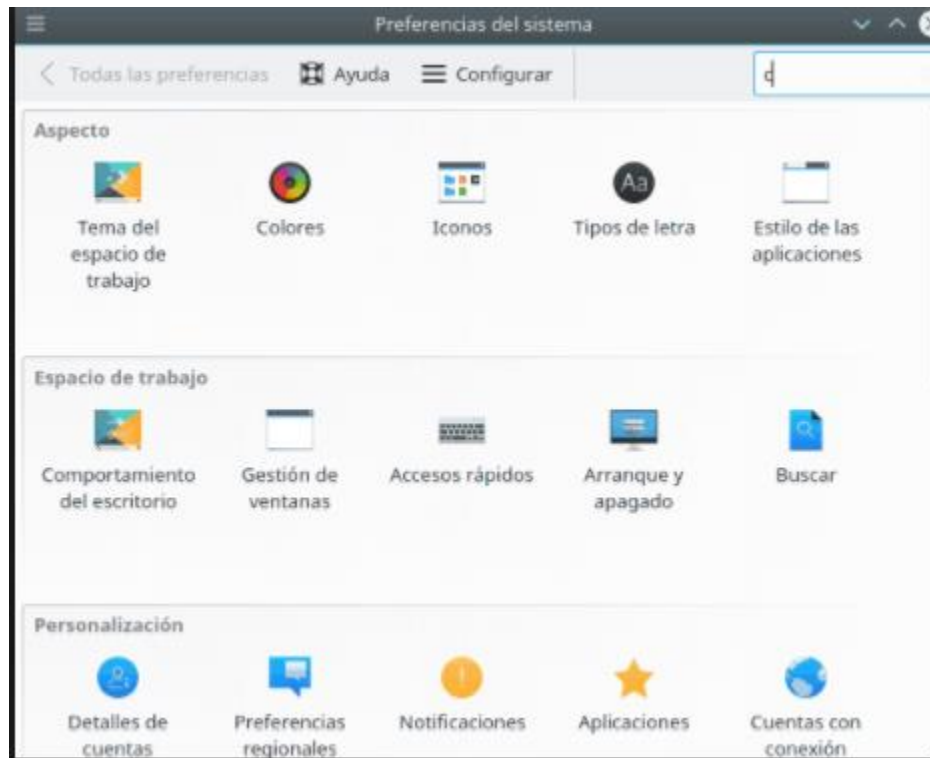 Preferencias del sistema
Todas las preferencias Ayuda Configurar
Aspecto
Tema del espacio de trabajo
Colores
Iconos
Aa
Tipos de letra
Estilo de las aplicaciones
Espacio de trabajo
Comportamiento del escritorio
Gestión de ventanas
Accesos rápidos
Arranque y apagado
Buscar
Personalización
Detalles de cuentas
Preferencias regionales
Notificaciones
Aplicaciones
Cuentas con conexión